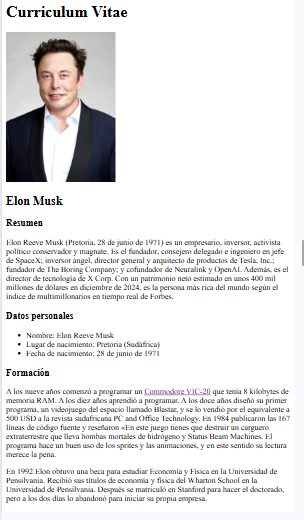 Curriculum Vitae
Elon Musk
Resumen
Elon Reeve Musk (Pretoria, 28 de junio de 1971) es un empresario, inversor, activista
político conservador y magnate. Es el fundador, consejero delegado e ingeniero en jefe
de SpaceX; inversor ángel, director general y arquitecto de productos de Tesla, Inc.;
fundador de The Boring Company; y cofundador de Neuralink y OpenAI. Además, es el
director de tecnología de X Corp. Con un patrimonio neto estimado en unos 400 mil
millones de dólares en diciembre de 2024, es la persona más rica del mundo según el
índice de multimillonarios en tiempo real de Forbes.
Datos personales
Nombre: Elon Reeve Musk
Lugar de nacimiento: Pretoria (Sudáfrica)
Fecha de nacimiento: 28 de junio de 1971
Formación
A los nueve años comenzó a programar un Commodore VIC-20 que tenía 8 kilobytes de
memoria RAM. A los diez años aprendió a programar. A los doce años diseñó su primer
programa, un videojuego del espacio llamado Blastar, y se lo vendió por el equivalente a
500 USD a la revista sudafricana PC and Office Technology. En 1984 publicaron las 167
líneas de código fuente y reseñaron «En este juego tienes que destruir un carguero
extraterrestre que lleva bombas mortales de hidrógeno y Status Beam Machines. El
programa hace un buen uso de los sprites y las animaciones, y en este sentido su lectura
merece la pena.
En 1992 Elon obtuvo una beca para estudiar Economía y Física en la Universidad de
Pensilvania. Recibió sus títulos de economía y física del Wharton School en la
Universidad de Pensilvania. Después se matriculó en Stanford para hacer el doctorado,
pero a los dos días lo abandonó para iniciar su propia empresa.